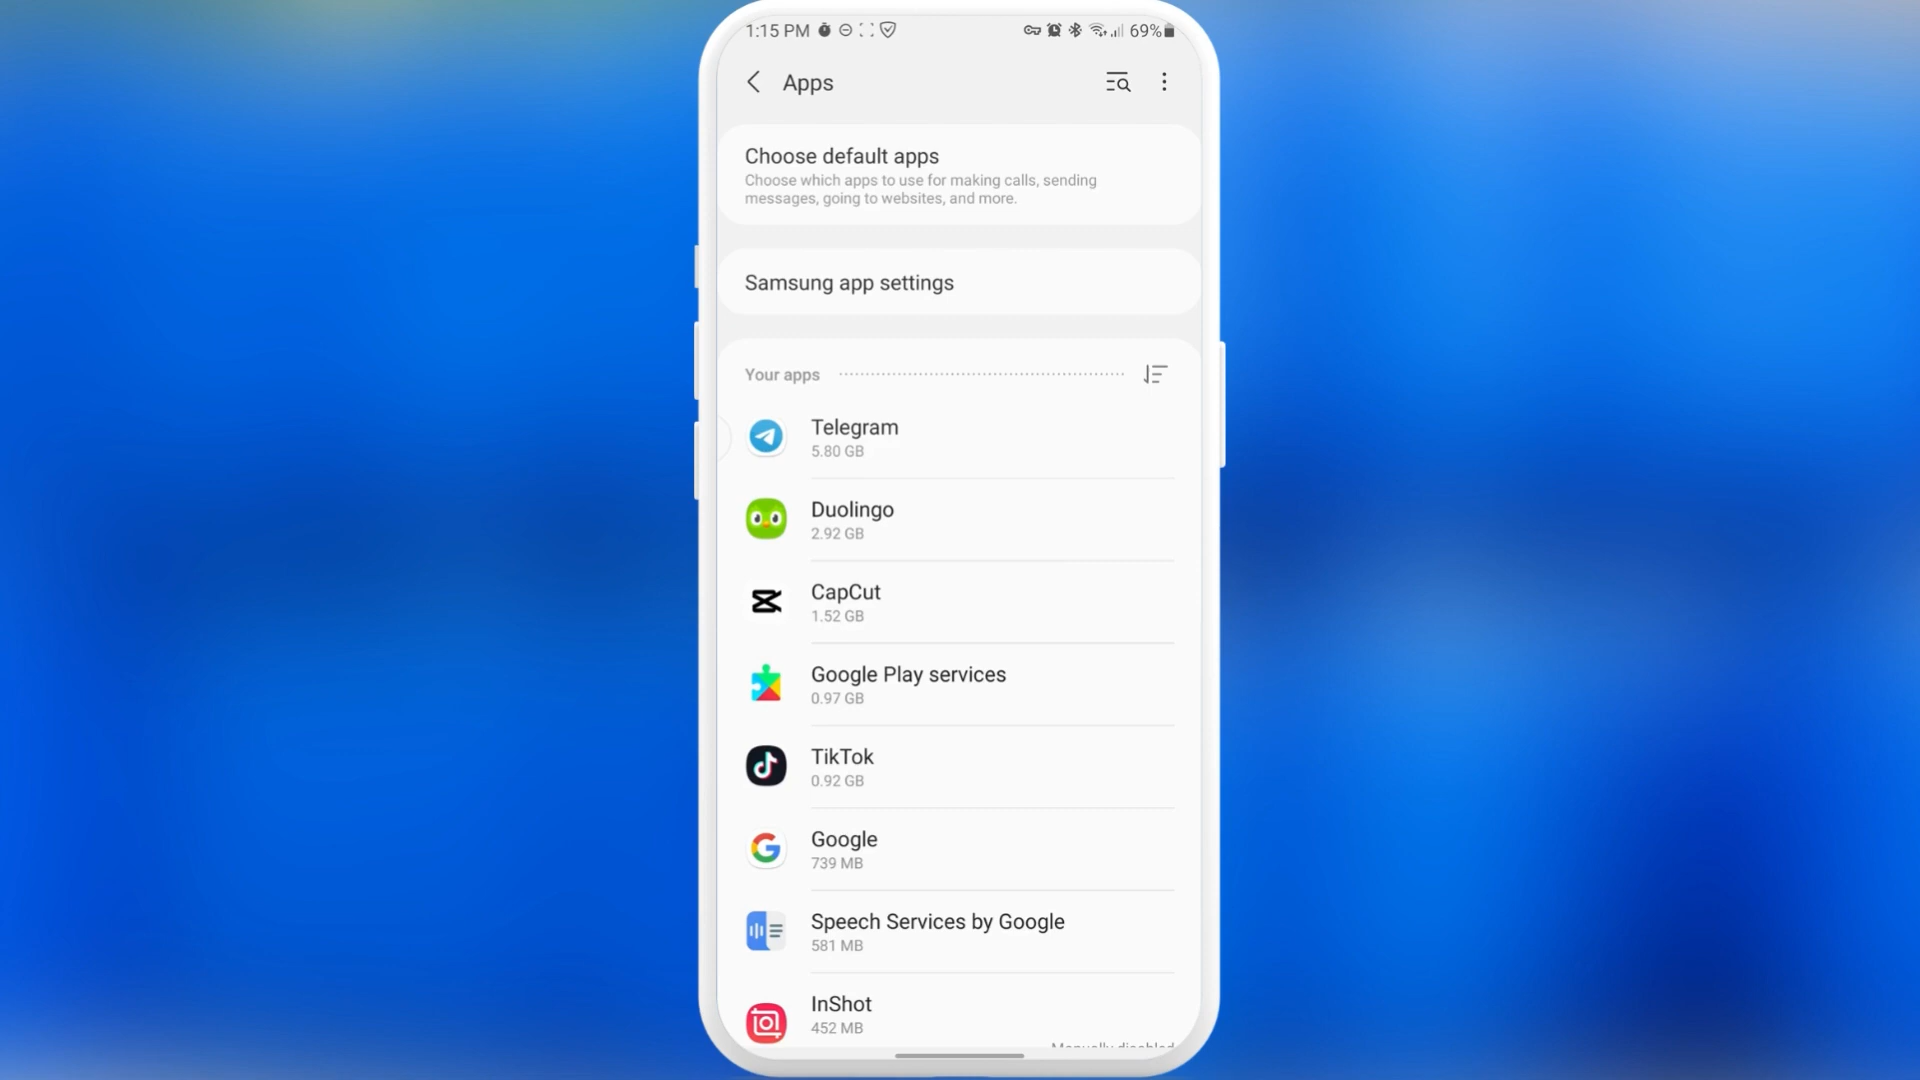 1:15 PM 69%
Apps
Choose default apps
Choose which apps to use for making calls, sending
messages, going to websites, and more.
Samsung app settings
Your apps
Telegram
5.80 GB
Duolingo
2.92 GB
CapCut
1.52 GB
Google Play services
0.97 GB
TikTok
0.92 GB
Google
739 MB
Speech Services by Google
581 MB
InShot
452 MB
Manually disabled